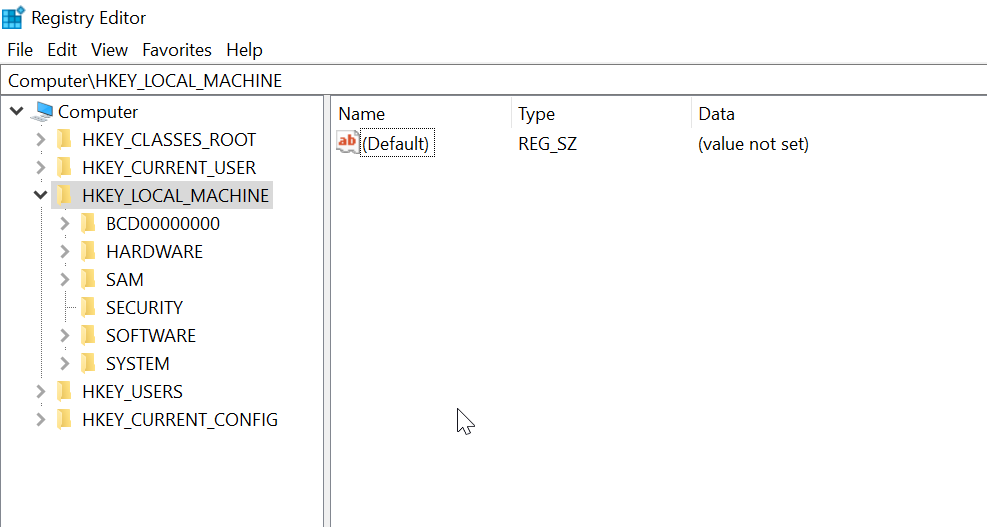 Registry Editor
File Edit View Favorites Help
Computer\HKEY_LOCAL_MACHINE
Computer
HKEY_CLASSES_ROOT
HKEY_CURRENT_USER
HKEY_LOCAL_MACHINE
BCD00000000
HARDWARE
SAM
SECURITY
SOFTWARE
SYSTEM
HKEY_USERS
HKEY_CURRENT_CONFIG
Name Type Data
ab (Default) REG_SZ (value not set)